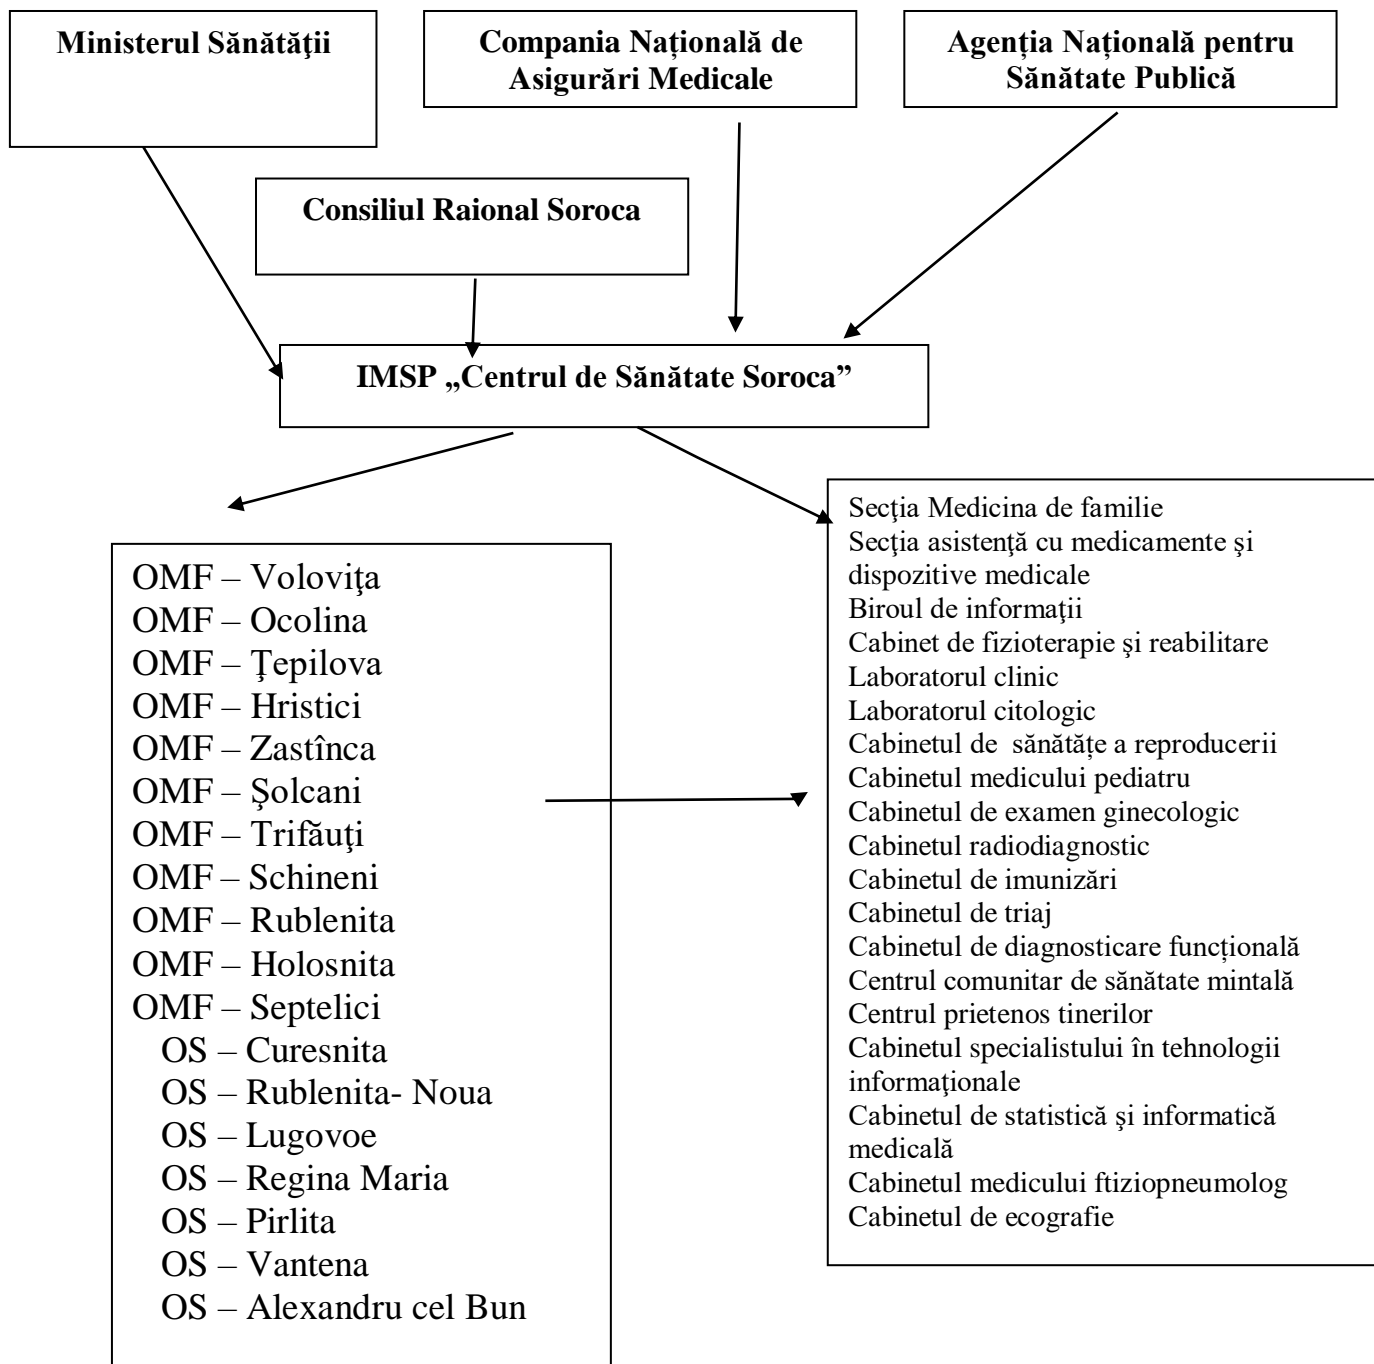 Ministerul Sănătăţii
Compania Națională de
Asigurări Medicale
Agenția Națională pentru
Sănătate Publică
Consiliul Raional Soroca
IMSP „Centrul de Sănătate Soroca”
OMF – Voloviţa
OMF – Ocolina
OMF – Ţepilova
OMF – Hristici
OMF – Zastînca
OMF – Şolcani
OMF – Trifăuţi
OMF – Schineni
OMF – Rublenita
OMF – Holosnita
OMF – Septelici
OS – Curesnita
OS – Rublenita- Noua
OS – Lugovoe
OS – Regina Maria
OS – Pirlita
OS – Vantena
OS – Alexandru cel Bun
Secţia Medicina de familie
Secţia asistenţă cu medicamente şi
dispozitive medicale
Biroul de informaţii
Cabinet de fizioterapie şi reabilitare
Laboratorul clinic
Laboratorul citologic
Cabinetul de  sănătățe a reproducerii
Cabinetul medicului pediatru
Cabinetul de examen ginecologic
Cabinetul radiodiagnostic
Cabinetul de imunizări
Cabinetul de triaj
Cabinetul de diagnosticare funcțională
Centrul comunitar de sănătate mintală
Centrul prietenos tinerilor
Cabinetul specialistului în tehnologii
informaţionale
Cabinetul de statistică şi informatică
medicală
Cabinetul medicului ftiziopneumolog
Cabinetul de ecografie